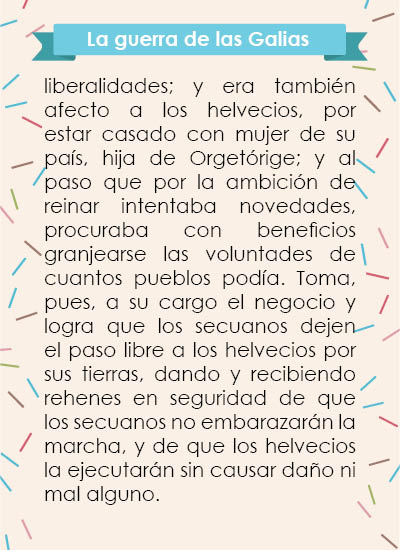 La guerra de las Galias
liberalidades; y era también
afecto a los helvecios, por
estar casado con mujer de su
país, hija de Orgetórige; y al
paso que por la ambición de
reinar intentaba novedades,
procuraba con beneficios
granjearse las voluntades de
cuantos pueblos podía. Toma,
pues, a su cargo el negocio y
logra que los secuanos dejen
el paso libre a los helvecios por
sus tierras, dando y recibiendo
rehenes en seguridad de que
los secuanos no embarazarán la
marcha, y de que los helvecios
la ejecutarán sin causar daño ni
mal alguno.